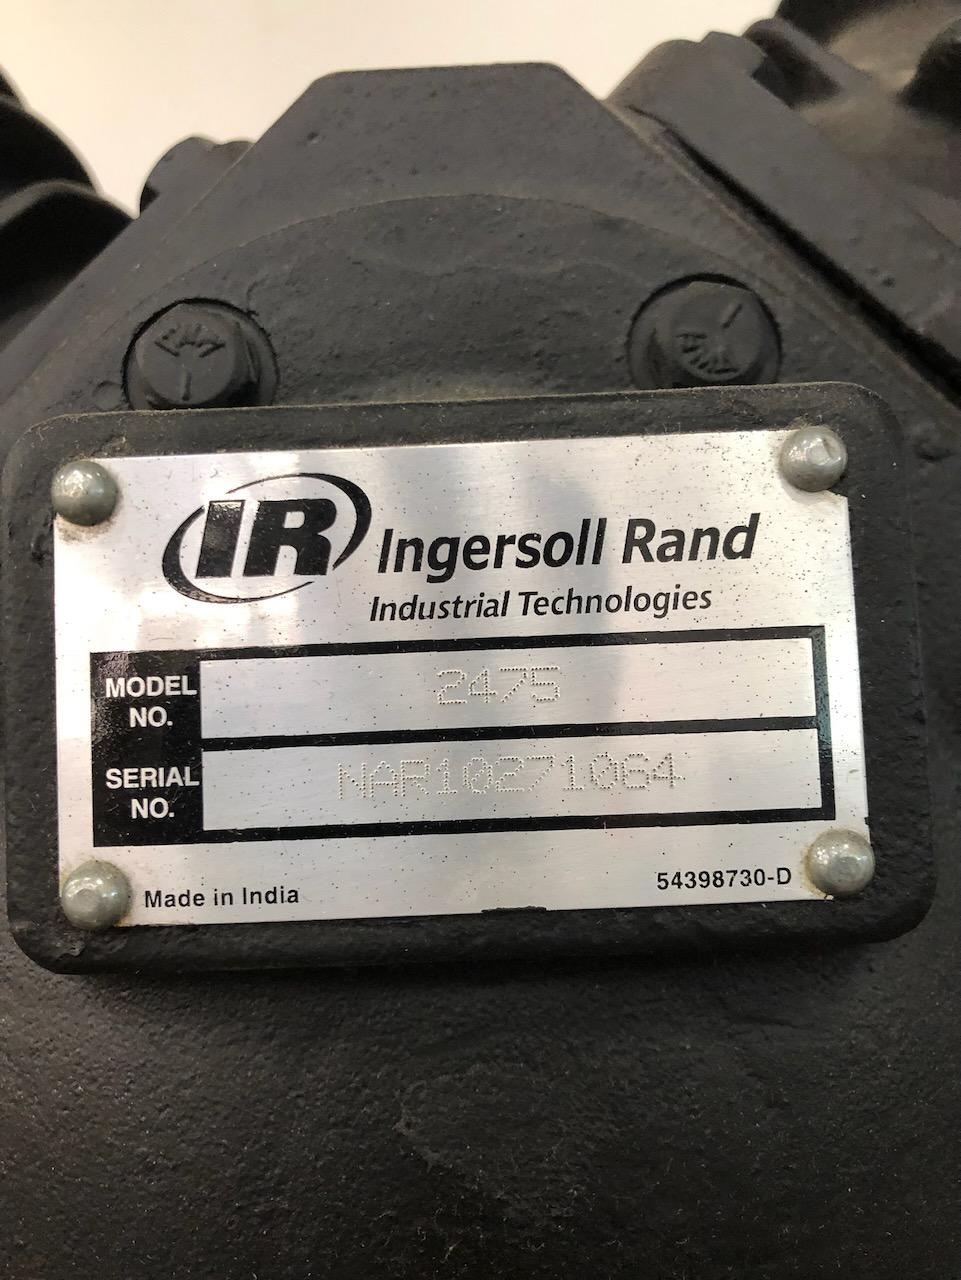 IR Ingersoll Rand
Industrial Technologies
MODEL NO. 2475
SERIAL NO. NAR10271064
Made in India 54398730-D